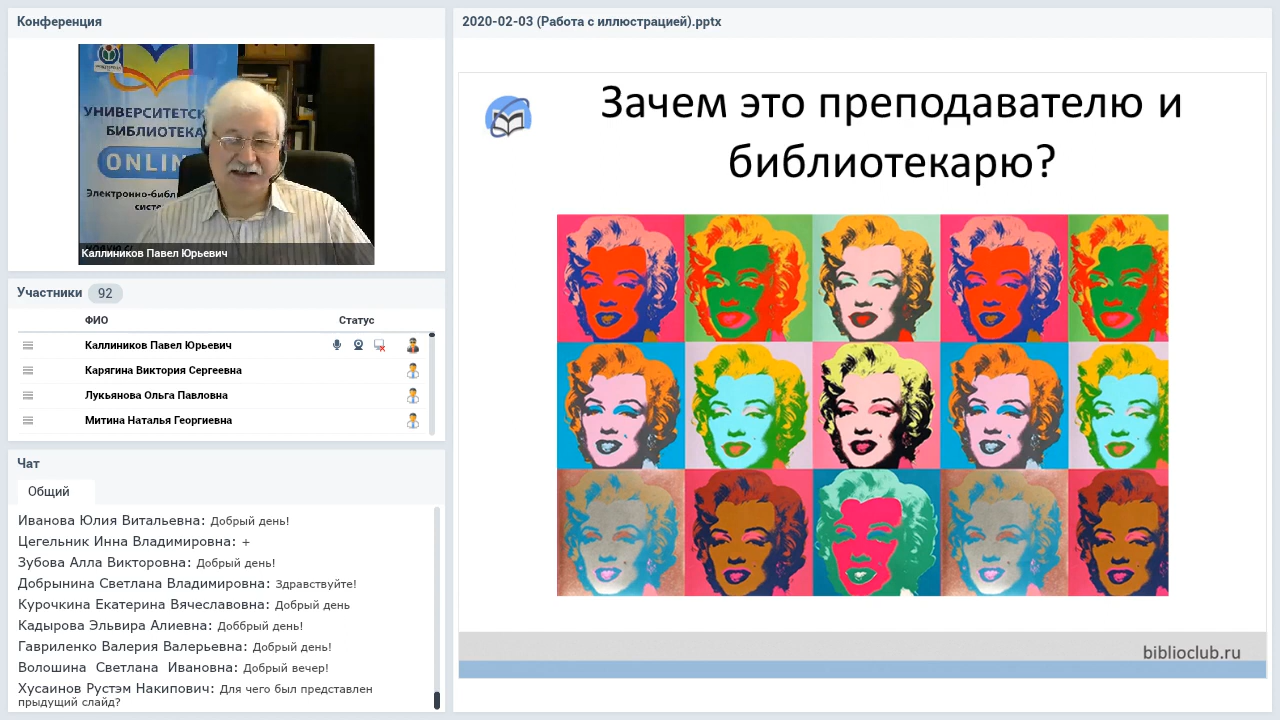 Конференция
УНИВЕРСИТЕТСК
БИБЛИОТЕКА
ONLIN
Электронно-библ
сист
Каллиников Павел Юрьевич
Участники 92
ФИО Статус
Каллиников Павел Юрьевич
Карягина Виктория Сергеевна
Лукьянова Ольга Павловна
Митина Наталья Георгиевна
Чат
Общий
Иванова Юлия Витальевна: Добрый день!
Цегельник Инна Владимировна: +
Зубова Алла Викторовна: Добрый день!
Добрынина Светлана Владимировна: Здравствуйте!
Курочкина Екатерина Вячеславовна: Добрый день
Кадырова Эльвира Алиевна: Доббрый день!
Гавриленко Валерия Валерьевна: Добрый день!
Волошина Светлана Ивановна: Добрый вечер!
Хусаинов Рустэм Накипович: Для чего был представлен
прыдущий слайд?
2020-02-03 (Работа с иллюстрацией).pptx
Зачем это преподавателю и
библиотекарю?
biblioclub.ru